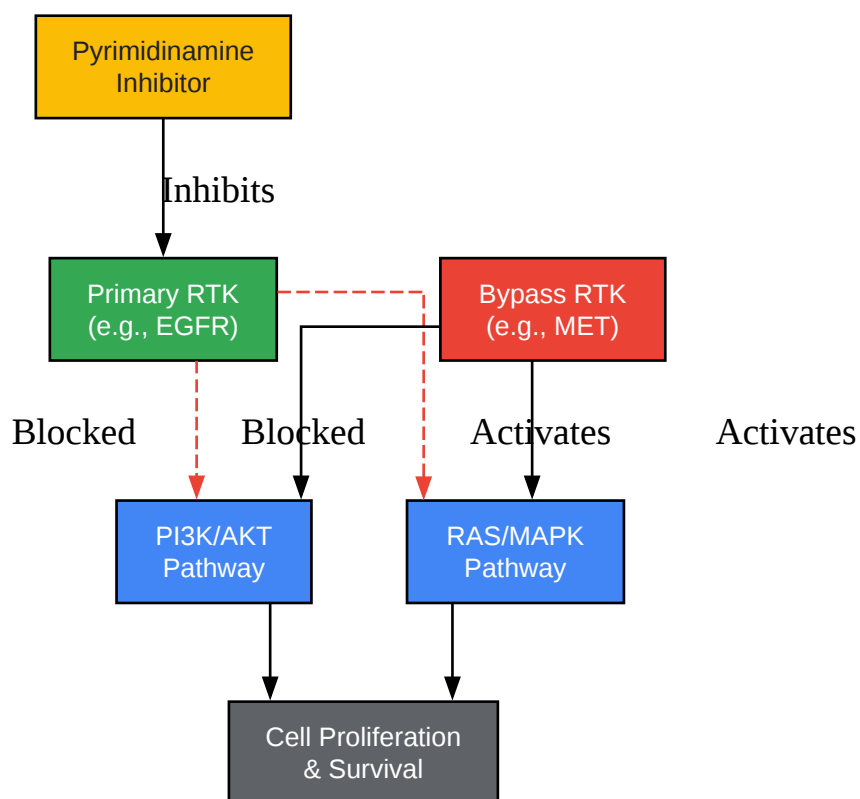 Pyrimidinamine
Inhibitor
Inhibits
Primary RTK
(e.g., EGFR)
Bypass RTK
(e.g., MET)
Blocked
Blocked
Activates
Activates
PI3K/AKT
Pathway
RAS/MAPK
Pathway
Cell Proliferation
& Survival